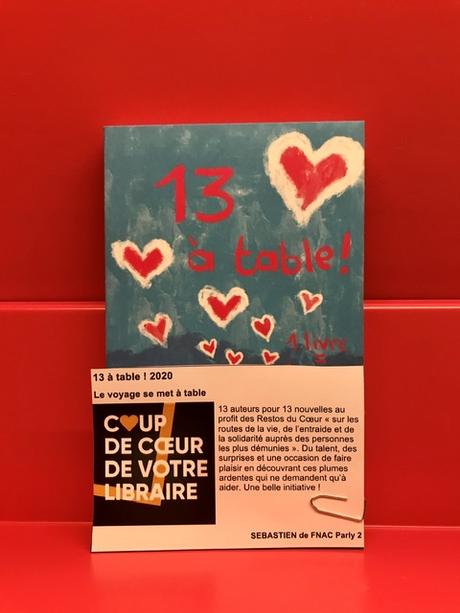 13
à table!
1 livre
=
13 à table ! 2020
Le voyage se met à table
COUP
DE CŒUR
DE VOTRE
LIBRAIRE
13 auteurs pour 13 nouvelles au
profit des Restos du Cœur « sur les
routes de la vie, de l'entraide et de
la solidarité auprès des personnes
les plus démunies ». Du talent, des
surprises et une occasion de faire
plaisir en découvrant ces plumes
ardentes qui ne demandent qu'à
aider. Une belle initiative !
SEBASTIEN de FNAC Parly 2